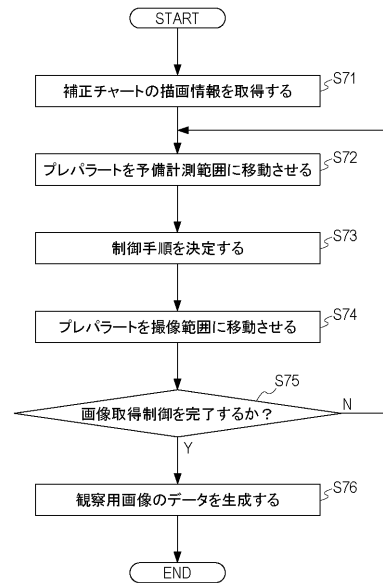 START
補正チャートの描画情報を取得する
S71
プレパラートを予備計測範囲に移動させる
S72
制御手順を決定する
S73
プレパラートを撮像範囲に移動させる
S74
画像取得制御を完了するか?
S75
N
Y
観察用画像のデータを生成する
S76
END